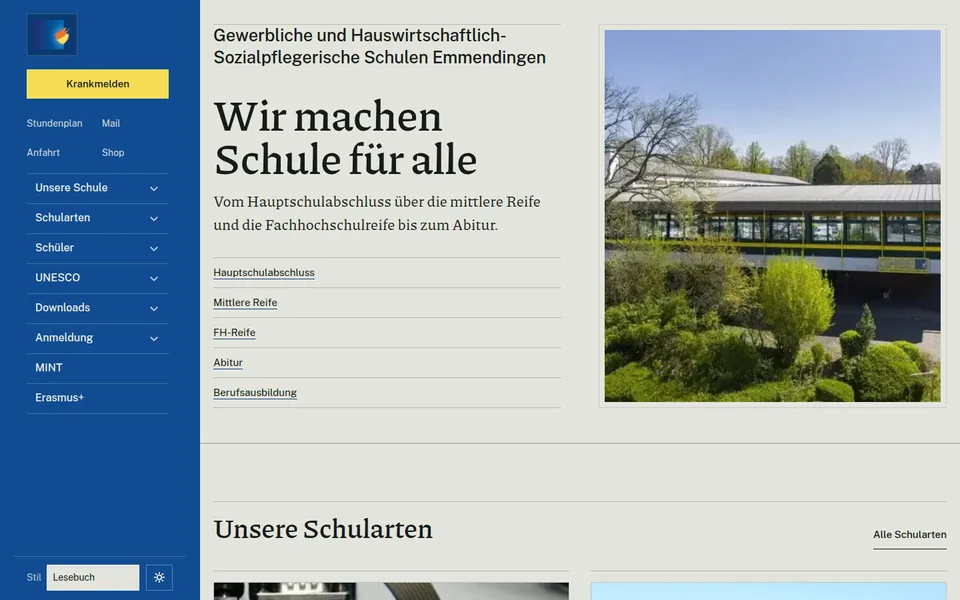 Krankmelden
Stundenplan
Mail
Anfahrt
Shop
Unsere Schule
Schularten
Schüler
UNESCO
Downloads
Anmeldung
MINT
Erasmus+
Stil
Lesebuch
Gewerbliche und Hauswirtschaftlich-
Sozialpflegerische Schulen Emmendingen
Wir machen
Schule für alle
Vom Hauptschulabschluss über die mittlere Reife
und die Fachhochschulreife bis zum Abitur.
Hauptschulabschluss
Mittlere Reife
FH-Reife
Abitur
Berufsausbildung
Unsere Schularten
Alle Schularten